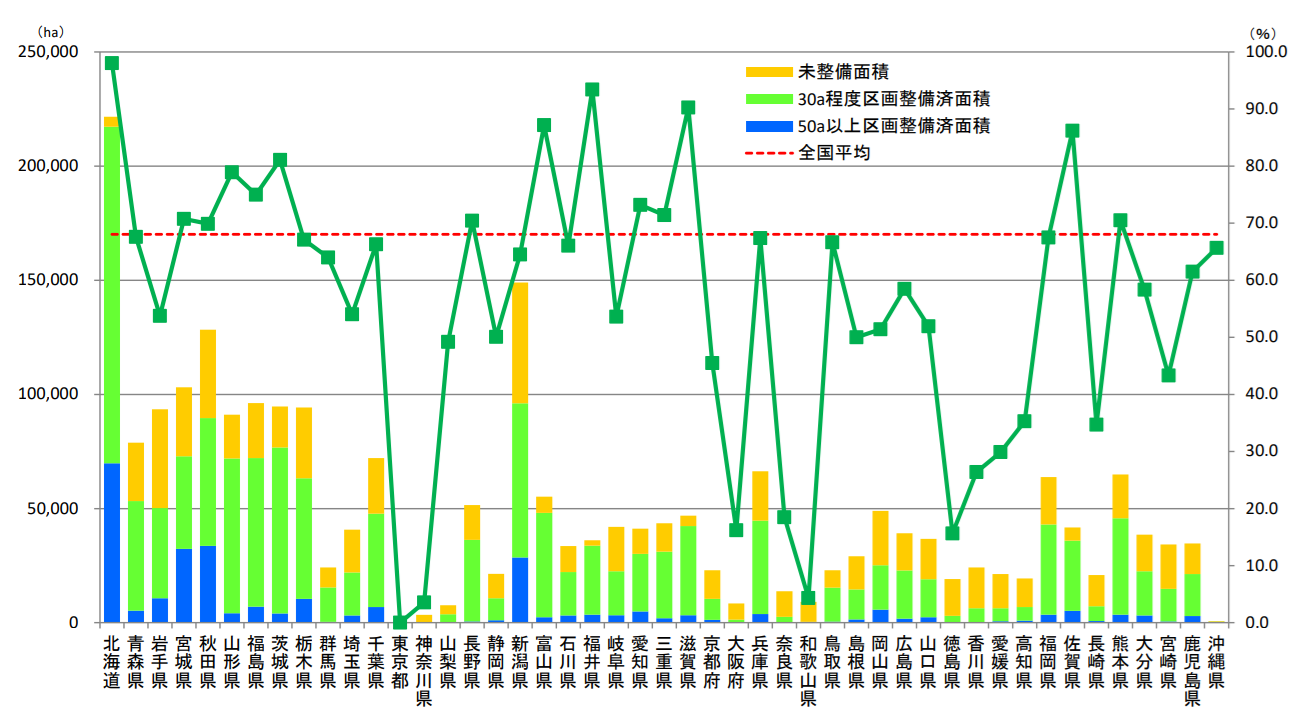 （ha）
（%）
250,000
200,000
150,000
100,000
50,000
0
100.0
90.0
80.0
70.0
60.0
50.0
40.0
30.0
20.0
10.0
0.0
未整備面積
30a程度区画整備済面積
50a以上区画整備済面積
全国平均
北海道
青森県
岩手県
宮城県
秋田県
山形県
福島県
茨城県
栃木県
群馬県
埼玉県
千葉県
東京都
神奈川県
山梨県
長野県
静岡県
新潟県
富山県
石川県
福井県
岐阜県
愛知県
三重県
滋賀県
京都府
大阪府
兵庫県
奈良県
和歌山県
鳥取県
島根県
岡山県
広島県
山口県
徳島県
香川県
愛媛県
高知県
福岡県
佐賀県
長崎県
熊本県
大分県
宮崎県
鹿児島県
沖縄県